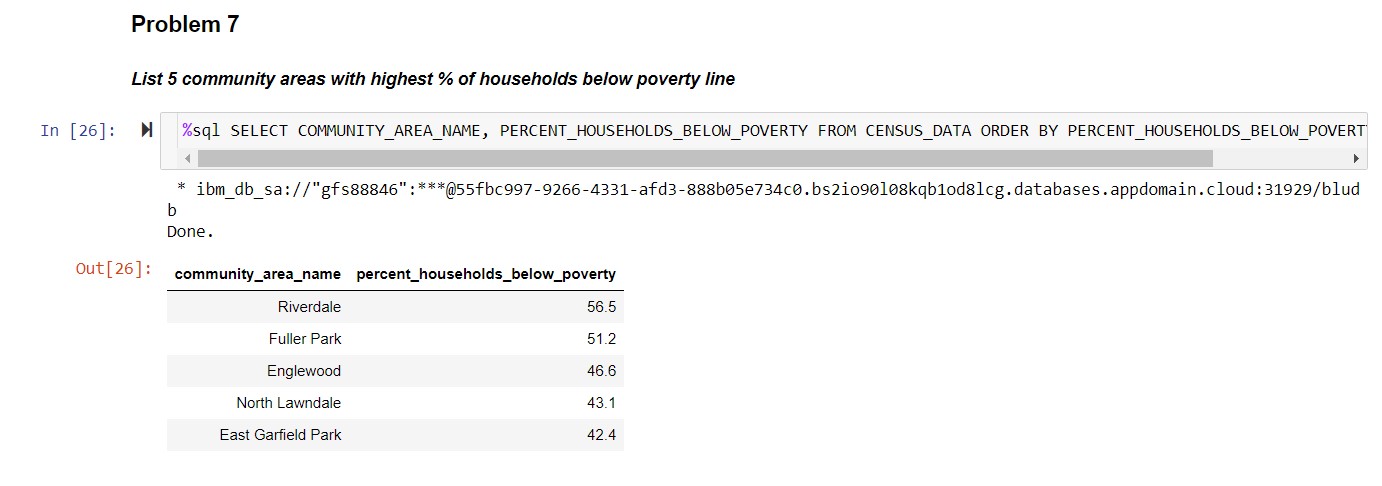 Problem 7
List 5 community areas with highest % of households below poverty line
In [26]:
%sql SELECT COMMUNITY_AREA_NAME, PERCENT_HOUSEHOLDS_BELOW_POVERTY FROM CENSUS_DATA ORDER BY PERCENT_HOUSEHOLDS_BELOW_POVERT
* ibm_db_sa://"gfs88846":***@55fbc997-9266-4331-afd3-888b05e734c0.bs2io90l08kqb1od8lcg.databases.appdomain.cloud:31929/blud
b
Done.
Out[26]:
community_area_name percent_households_below_poverty
Riverdale 56.5
Fuller Park 51.2
Englewood 46.6
North Lawndale 43.1
East Garfield Park 42.4